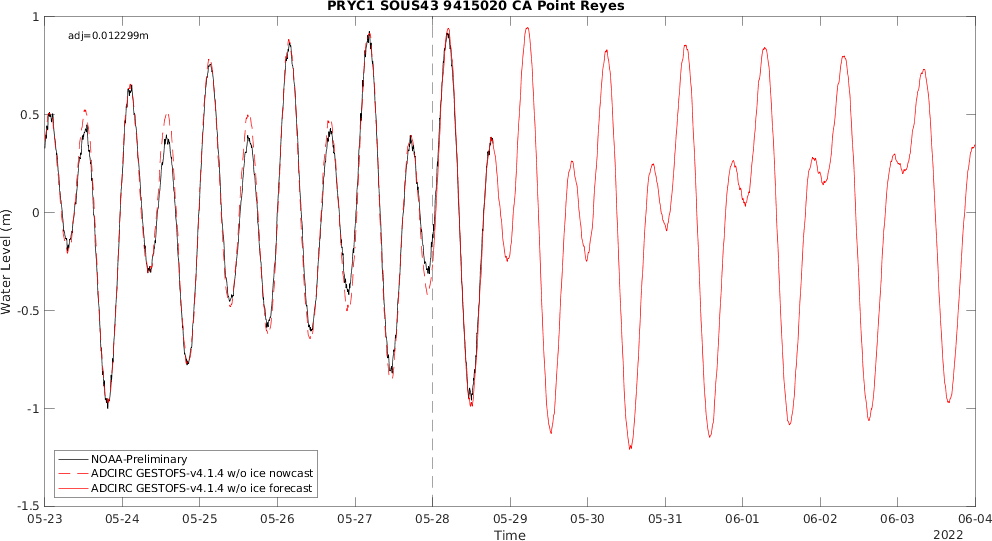 PRYC1 SOUS43 9415020 CA Point Reyes
adj=0.012299m
Water Level (m)
1
0.5
0
-0.5
-1
-1.5
NOAA-Preliminary
ADCIRC GESTOFS-v4.1.4 w/o ice nowcast
ADCIRC GESTOFS-v4.1.4 w/o ice forecast
05-23 05-24 05-25 05-26 05-27 05-28 05-29 05-30 05-31 06-01 06-02 06-03 06-04
Time
2022